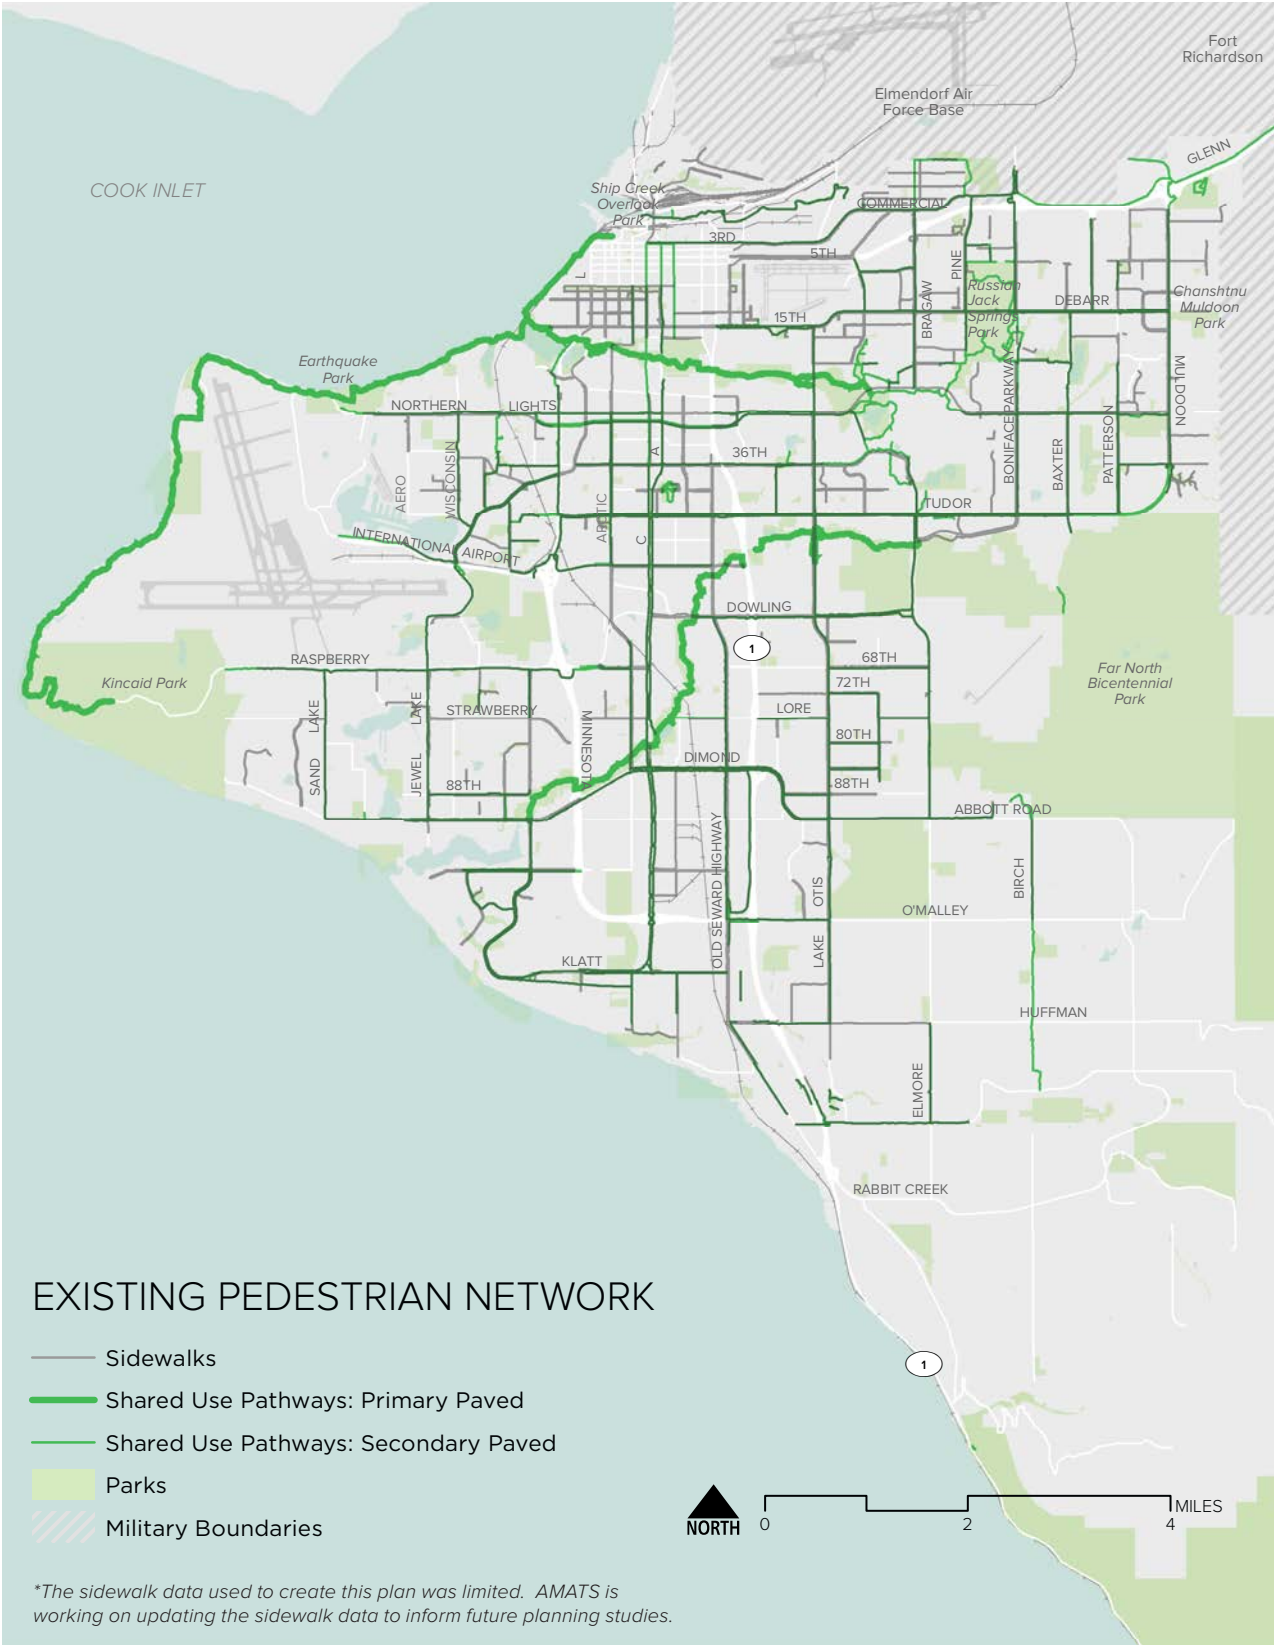 Fort
Richardson
Elmendorf Air
Force Base
GLENN
COOK INLET
Ship Creek
Overlook
Park
COMMERCIAL
3RD
5TH
L
PINE
Russian
Jack
Springs
Park
DEBARR
Chanshtnu
Muldoon
Park
15TH
BRAGAW
Earthquake
Park
MULDOON
NORTHERN
LIGHTS
BONIFACE PARKWAY
A
36TH
BAXTER
PATTERSON
AERO
WISCONSIN
TUDOR
ARCTIC
C
INTERNATIONAL
AIRPORT
DOWLING
1
RASPBERRY
68TH
Kincaid Park
72TH
Far North
Bicentennial
Park
SAND LAKE
JEWEL LAKE
STRAWBERRY
MINNESOTA
LORE
80TH
DIMOND
88TH
88TH
ABBOTT ROAD
OLD SEWARD HIGHWAY
LAKE OTIS
BIRCH
O'MALLEY
KLATT
HUFFMAN
ELMORE
RABBIT CREEK
1
EXISTING PEDESTRIAN NETWORK
Sidewalks
Shared Use Pathways: Primary Paved
Shared Use Pathways: Secondary Paved
Parks
Military Boundaries
NORTH
0
2
4
MILES
*The sidewalk data used to create this plan was limited. AMATS is
working on updating the sidewalk data to inform future planning studies.